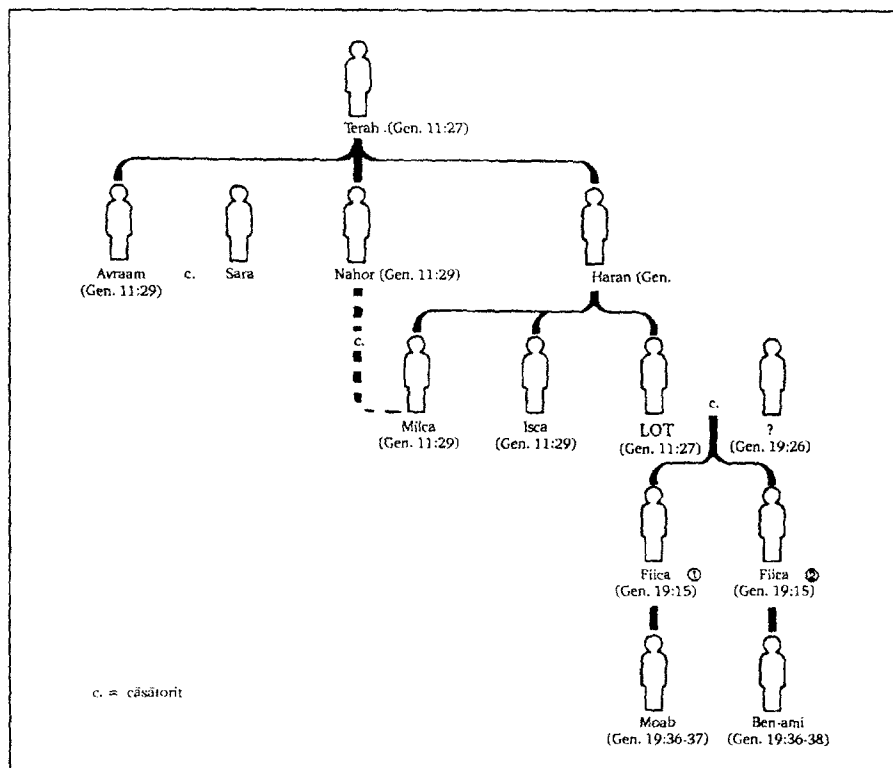 Terah .(Gen. 11:27)
Avraam c. Sara Nahor (Gen. 11:29) Haran (Gen.
(Gen. 11:29)
c.
Milca Isca LOT ?
(Gen. 11:29) (Gen. 11:29) (Gen. 11:27) (Gen. 19:26)
c.
Fiica ① Fiica ②
(Gen. 19:15) (Gen. 19:15)
c. = căsătorit
Moab Ben-ami
(Gen. 19:36-37) (Gen. 19:36-38)